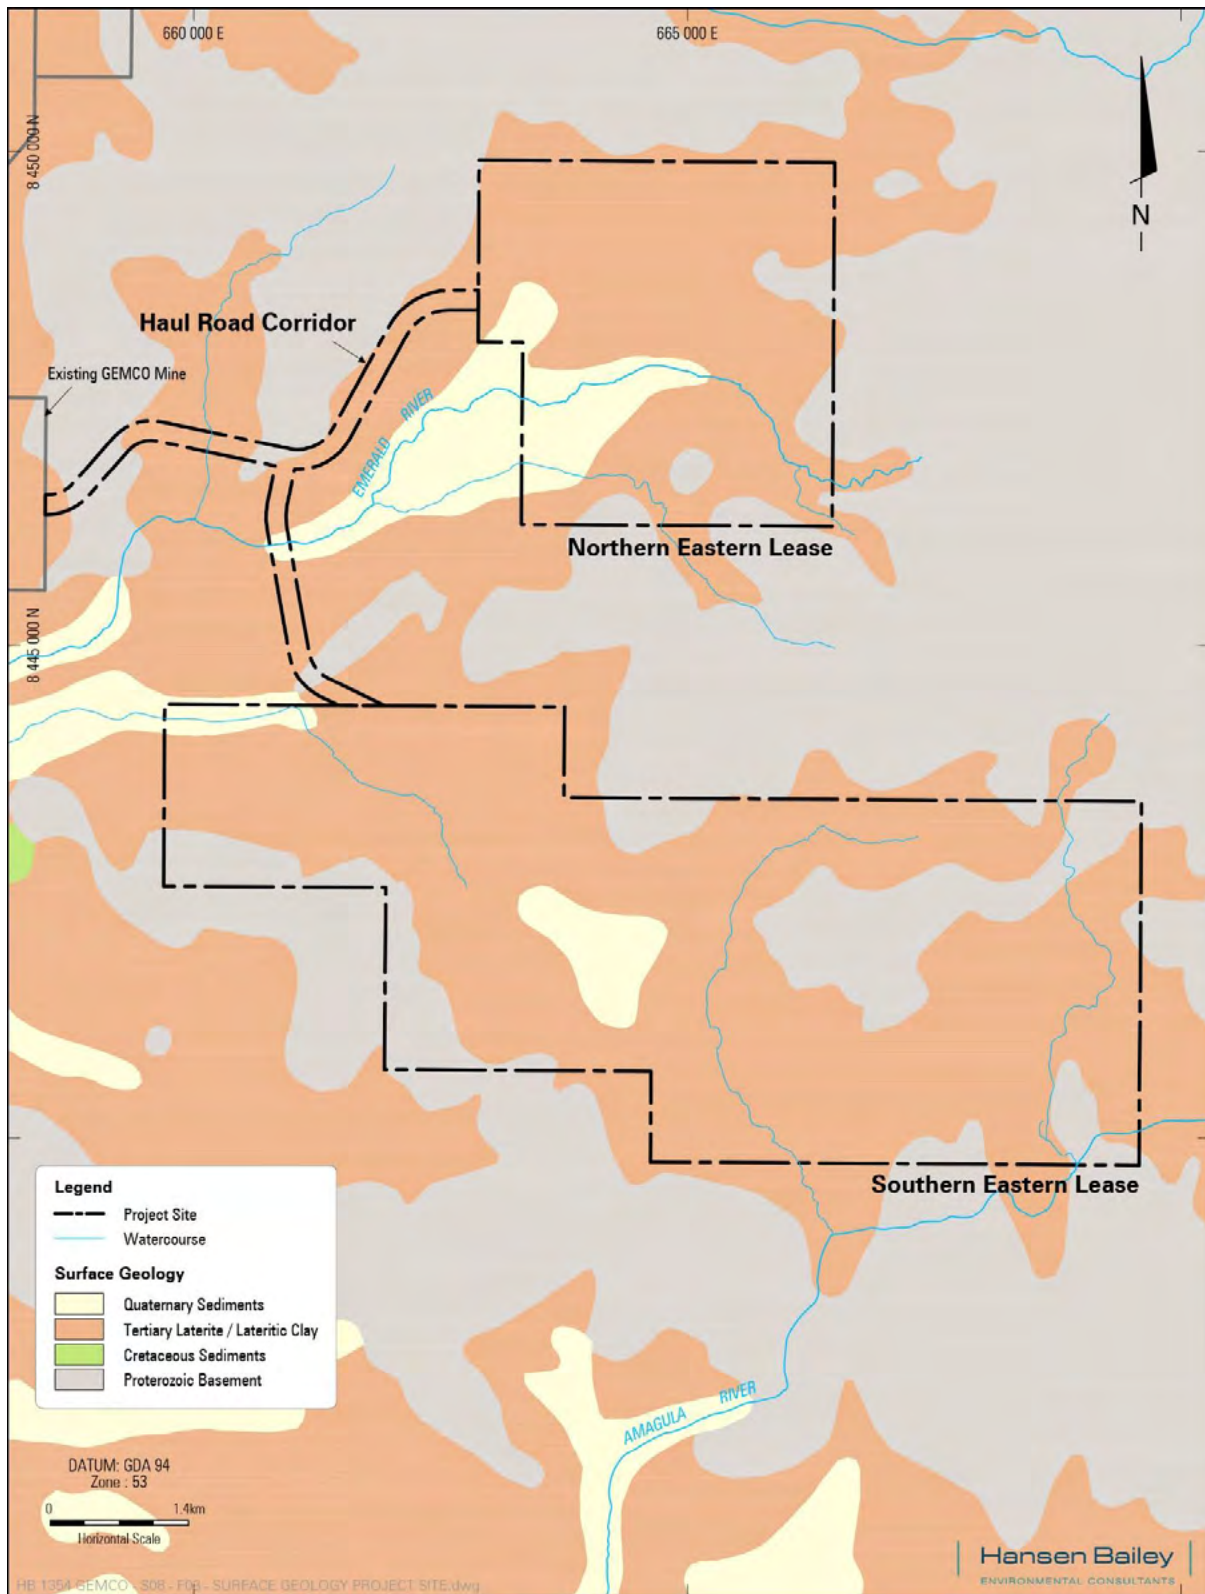 660 000 E
665 000 E
8 450 000 N
N
Haul Road Corridor
Existing GEMCO Mine
EMERALD RIVER
Northern Eastern Lease
8 445 000 N
Southern Eastern Lease
Legend
Project Site
Watercourse
Surface Geology
Quaternary Sediments
Tertiary Laterite / Lateritic Clay
Cretaceous Sediments
Proterozoic Basement
AMAGULA RIVER
DATUM: GDA 94
Zone : 53
0 1.4km
Horizontal Scale
Hansen Bailey
ENVIRONMENTAL CONSULTANTS
HB 1354 GEMCO - S08 - F08 - SURFACE GEOLOGY PROJECT SITE.dwg